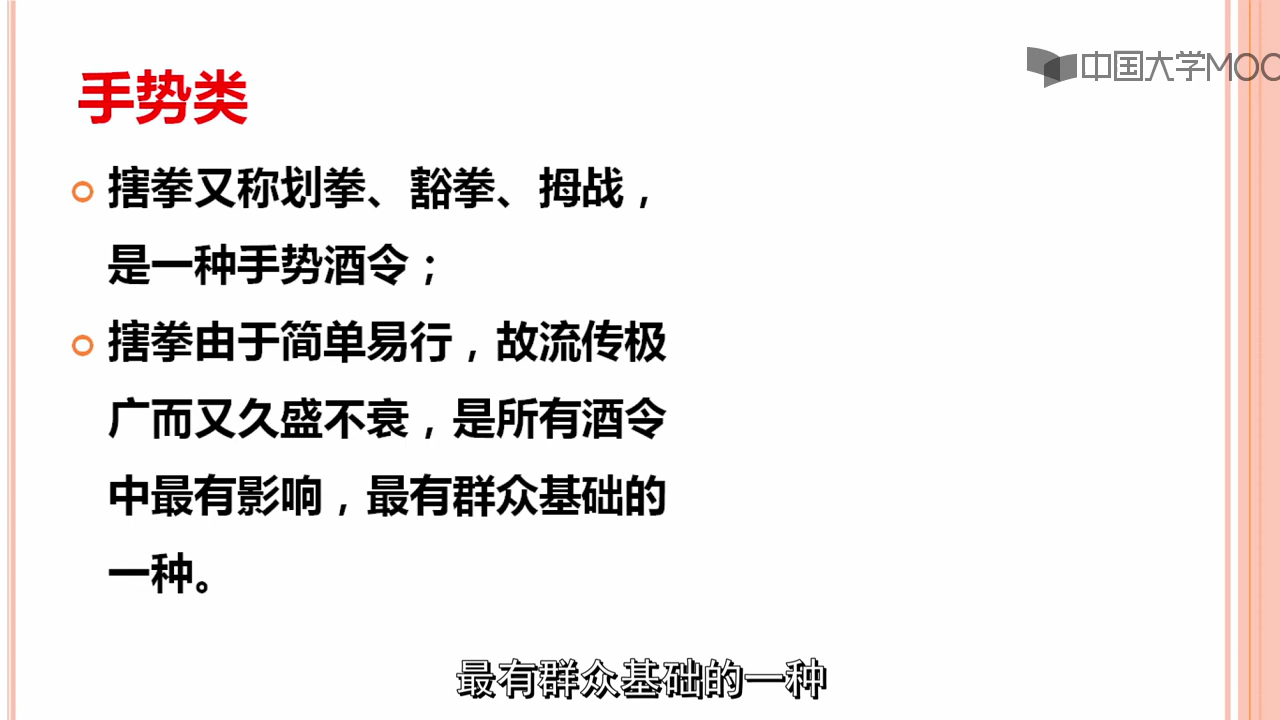 中国大学MOO
手势类
搳拳又称划拳、豁拳、拇战，
是一种手势酒令；
搳拳由于简单易行，故流传极
广而又久盛不衰，是所有酒令
中最有影响，最有群众基础的
一种。
最有群众基础的一种